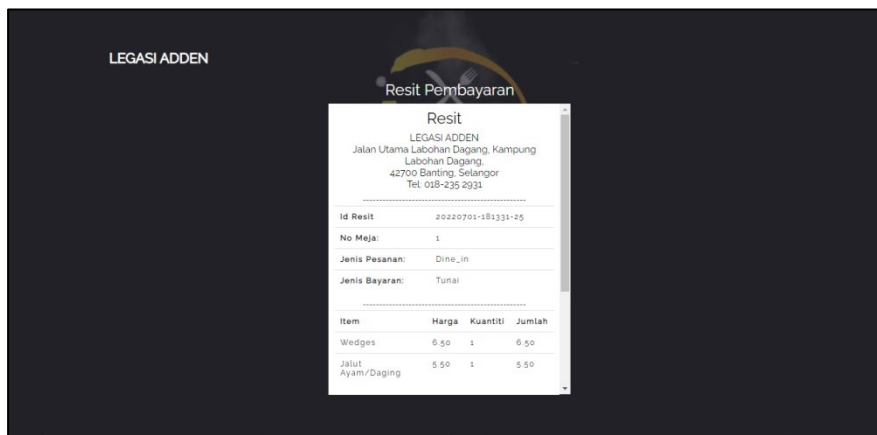 LEGASI ADDEN
Resit Pembayaran
Resit
LEGASI ADDEN
Jalan Utama Labohan Dagang, Kampung
Labohan Dagang,
42700 Banting, Selangor
Tel: 018-235 2931
--------------------------------------------------
Id Resit 20220701-181331-25
No Meja: 1
Jenis Pesanan: Dine_in
Jenis Bayaran: Tunai
--------------------------------------------------
Item Harga Kuantiti Jumlah
Wedges 6.50 1 6.50
Jalut 5.50 1 5.50
Ayam/Daging